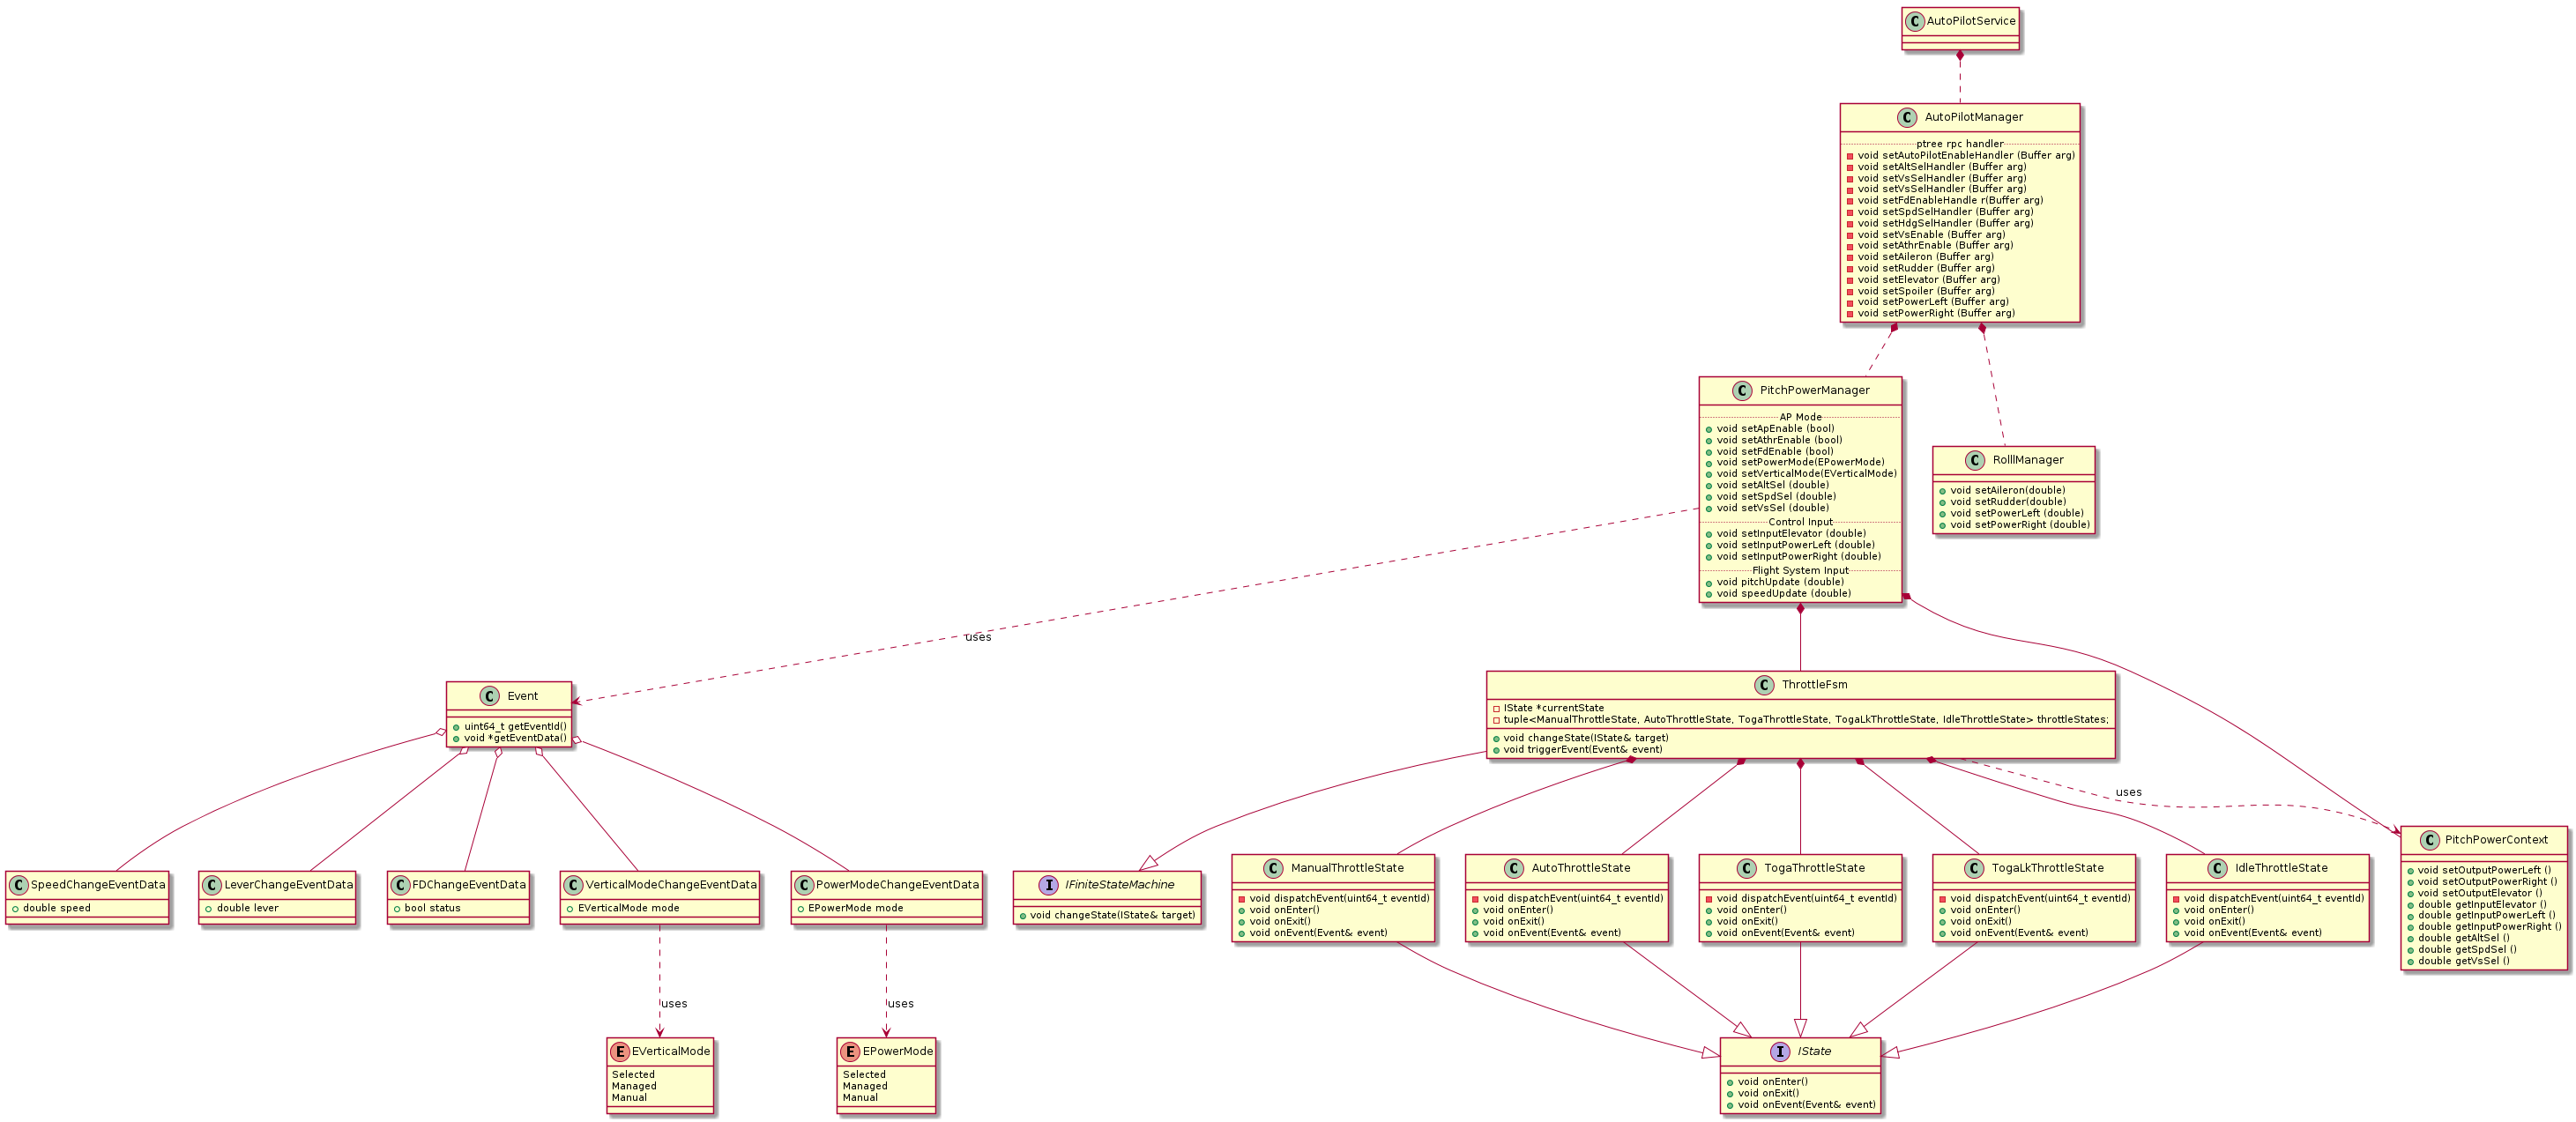 AutoPilotService
AutoPilotManager
ptree rpc handler
void setAutoPilotEnableHandler (Buffer arg)
void setAltSelHandler (Buffer arg)
void setVsSelHandler (Buffer arg)
void setVsSelHandler (Buffer arg)
void setFdEnableHandle r(Buffer arg)
void setSpdSelHandler (Buffer arg)
void setHdgSelHandler (Buffer arg)
void setVsEnable (Buffer arg)
void setAthrEnable (Buffer arg)
void setAileron (Buffer arg)
void setRudder (Buffer arg)
void setElevator (Buffer arg)
void setSpoiler (Buffer arg)
void setPowerLeft (Buffer arg)
void setPowerRight (Buffer arg)
PitchPowerManager
AP Mode
void setApEnable (bool)
void setAthrEnable (bool)
void setFdEnable (bool)
void setPowerMode(EPowerMode)
void setVerticalMode(EVerticalMode)
void setAltSel (double)
void setSpdSel (double)
void setVsSel (double)
Control Input
void setInputElevator (double)
void setInputPowerLeft (double)
void setInputPowerRight (double)
Flight System Input
void pitchUpdate (double)
void speedUpdate (double)
RolllManager
void setAileron(double)
void setRudder(double)
void setPowerLeft (double)
void setPowerRight (double)
uses
Event
uint64_t getEventId()
void *getEventData()
ThrottleFsm
IState *currentState
tuple<ManualThrottleState, AutoThrottleState, TogaThrottleState, TogaLkThrottleState, IdleThrottleState> throttleStates;
void changeState(IState& target)
void triggerEvent(Event& event)
uses
SpeedChangeEventData
double speed
LeverChangeEventData
double lever
FDChangeEventData
bool status
VerticalModeChangeEventData
EVerticalMode mode
PowerModeChangeEventData
EPowerMode mode
IFiniteStateMachine
void changeState(IState& target)
ManualThrottleState
void dispatchEvent(uint64_t eventId)
void onEnter()
void onExit()
void onEvent(Event& event)
AutoThrottleState
void dispatchEvent(uint64_t eventId)
void onEnter()
void onExit()
void onEvent(Event& event)
TogaThrottleState
void dispatchEvent(uint64_t eventId)
void onEnter()
void onExit()
void onEvent(Event& event)
TogaLkThrottleState
void dispatchEvent(uint64_t eventId)
void onEnter()
void onExit()
void onEvent(Event& event)
IdleThrottleState
void dispatchEvent(uint64_t eventId)
void onEnter()
void onExit()
void onEvent(Event& event)
PitchPowerContext
void setOutputPowerLeft ()
void setOutputPowerRight ()
void setOutputElevator ()
double getInputElevator ()
double getInputPowerLeft ()
double getInputPowerRight ()
double getAltSel ()
double getSpdSel ()
double getVsSel ()
uses
uses
EVerticalMode
Selected
Managed
Manual
EPowerMode
Selected
Managed
Manual
IState
void onEnter()
void onExit()
void onEvent(Event& event)